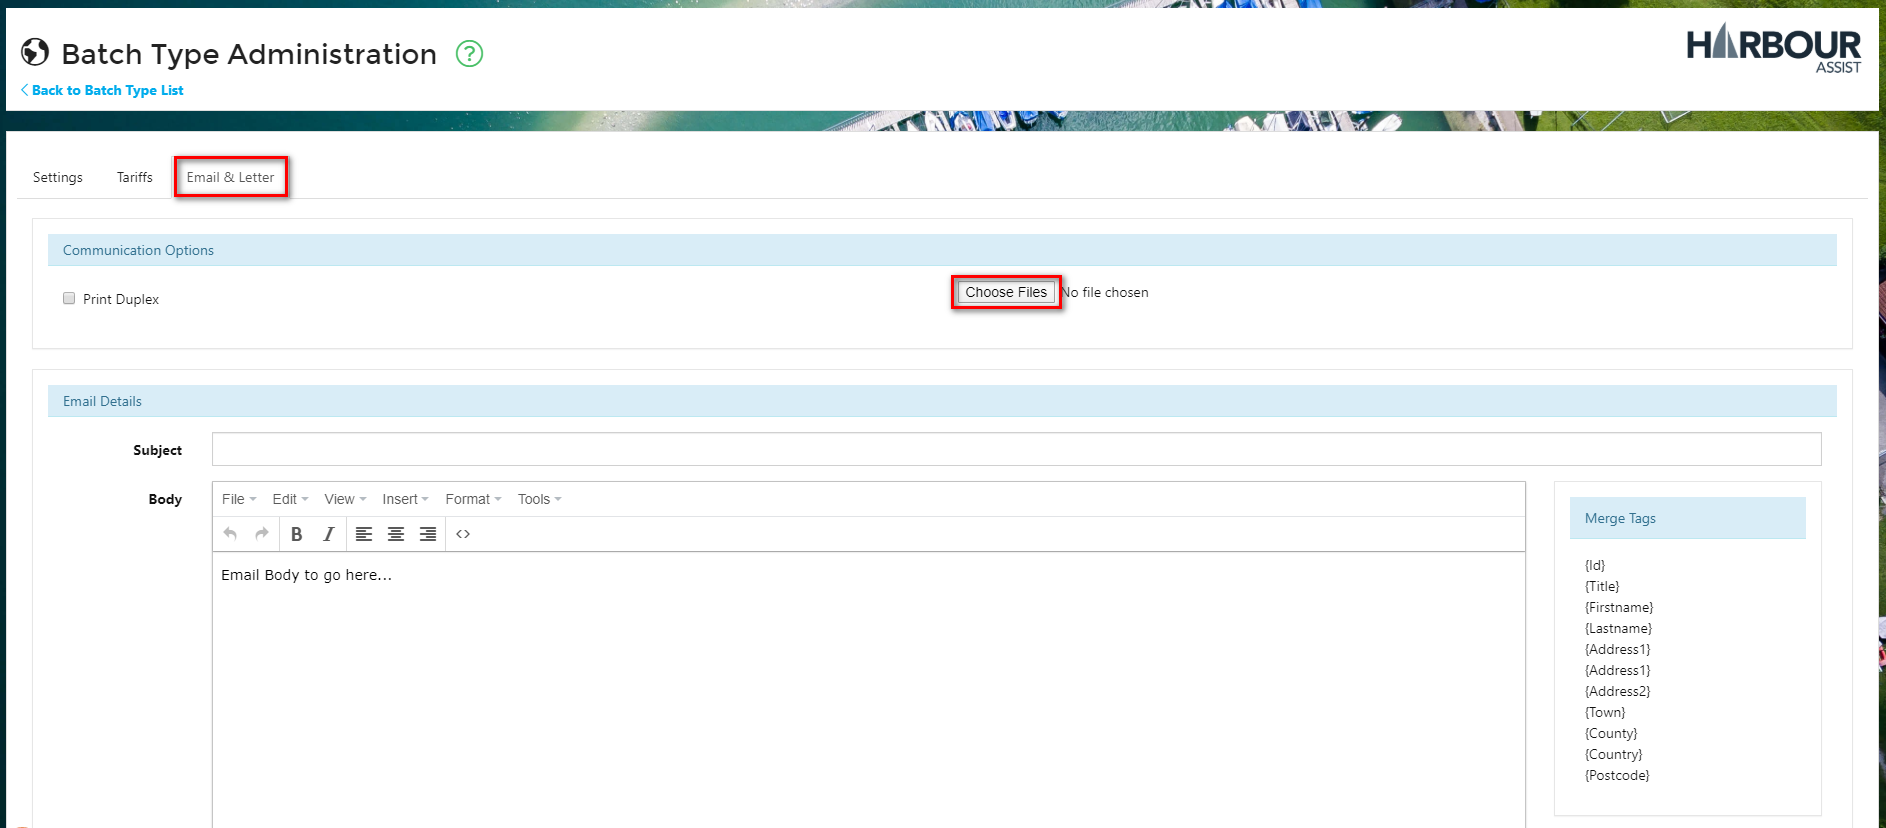 Batch Type Administration ?
HARBOUR
ASSIST
Back to Batch Type List
Settings Tariffs Email & Letter
Communication Options
Print Duplex
Choose Files No file chosen
Email Details
Subject
Body
File Edit View Insert Format Tools
B I <>
Email Body to go here...
Merge Tags
{Id}
{Title}
{Firstname}
{Lastname}
{Address1}
{Address1}
{Address2}
{Town}
{County}
{Country}
{Postcode}